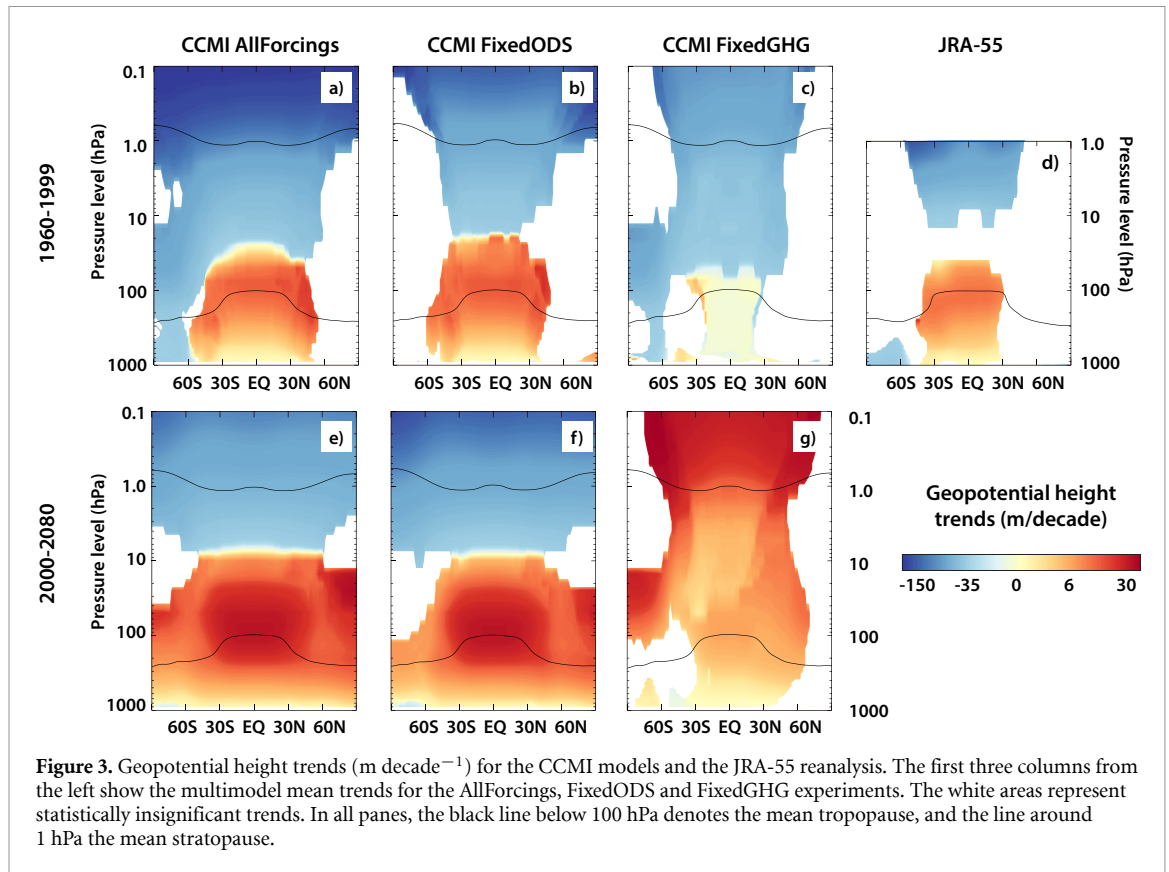 CCMI AllForcings CCMI FixedODS CCMI FixedGHG JRA-55
1960-1999
Pressure level (hPa)
0.1
1.0
10
100
1000
a)
60S 30S EQ 30N 60N
b)
60S 30S EQ 30N 60N
c)
60S 30S EQ 30N 60N
d)
60S 30S EQ 30N 60N
1.0
10
100
1000
Pressure level (hPa)
2000-2080
Pressure level (hPa)
0.1
1.0
10
100
1000
e)
60S 30S EQ 30N 60N
f)
60S 30S EQ 30N 60N
g)
60S 30S EQ 30N 60N
0.1
1.0
10
100
1000
Geopotential height
trends (m/decade)
-150 -35 0 6 30
Figure 3. Geopotential height trends (m decade−1) for the CCMI models and the JRA-55 reanalysis. The first three columns from
the left show the multimodel mean trends for the AllForcings, FixedODS and FixedGHG experiments. The white areas represent
statistically insignificant trends. In all panes, the black line below 100 hPa denotes the mean tropopause, and the line around
1 hPa the mean stratopause.